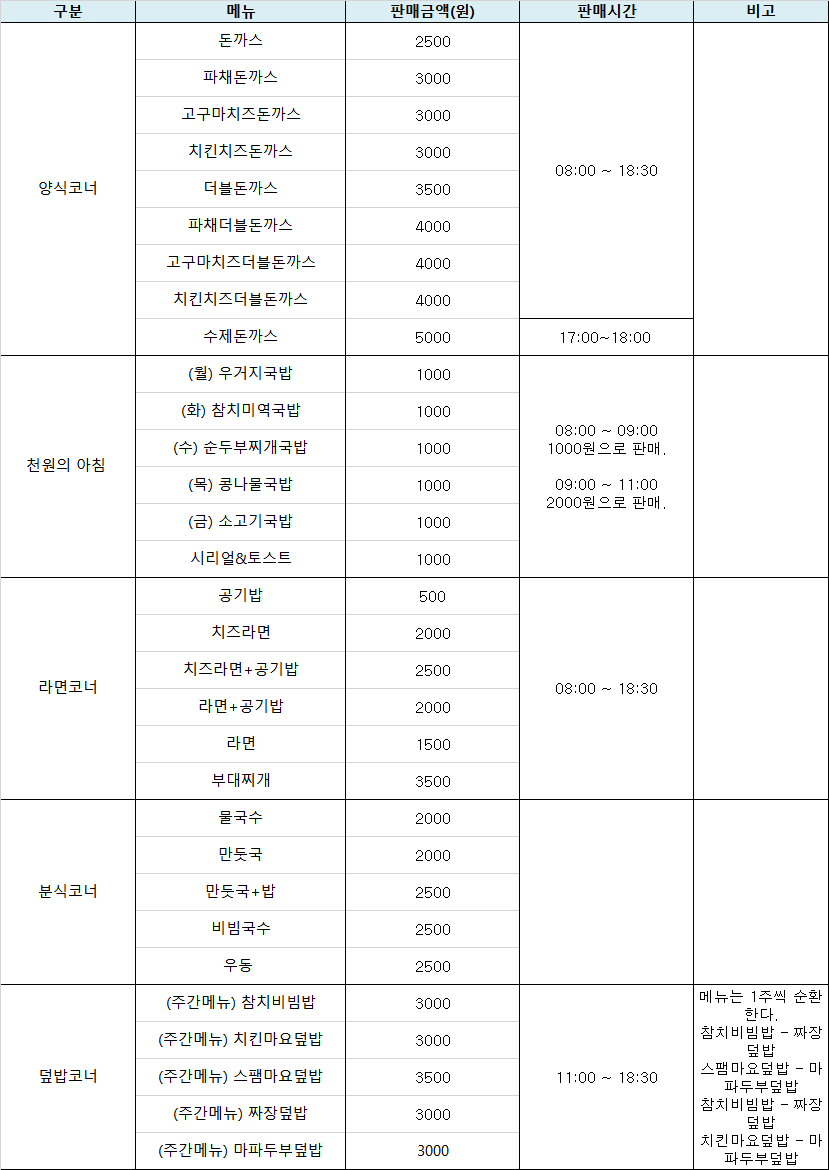 구분 메뉴 판매금액(원) 판매시간 비고
양식코너
돈까스 2500
파채돈까스 3000
고구마치즈돈까스 3000
치킨치즈돈까스 3000
더블돈까스 3500
파채더블돈까스 4000
고구마치즈더블돈까스 4000
치킨치즈더블돈까스 4000
08:00 ~ 18:30
수제돈까스 5000 17:00~18:00
천원의 아침
(월) 우거지국밥 1000
(화) 참치미역국밥 1000
(수) 순두부찌개국밥 1000
(목) 콩나물국밥 1000
(금) 소고기국밥 1000
시리얼&토스트 1000
08:00 ~ 09:00
1000원으로 판매.
09:00 ~ 11:00
2000원으로 판매.
라면코너
공기밥 500
치즈라면 2000
치즈라면+공기밥 2500
라면+공기밥 2000
라면 1500
부대찌개 3500
08:00 ~ 18:30
분식코너
물국수 2000
만둣국 2000
만둣국+밥 2500
비빔국수 2500
우동 2500
덮밥코너
(주간메뉴) 참치비빔밥 3000
(주간메뉴) 치킨마요덮밥 3000
(주간메뉴) 스팸마요덮밥 3500
(주간메뉴) 짜장덮밥 3000
(주간메뉴) 마파두부덮밥 3000
11:00 ~ 18:30
메뉴는 1주씩 순환
한다.
참치비빔밥 - 짜장
덮밥
스팸마요덮밥 - 마
파두부덮밥
참치비빔밥 - 짜장
덮밥
치킨마요덮밥 - 마
파두부덮밥